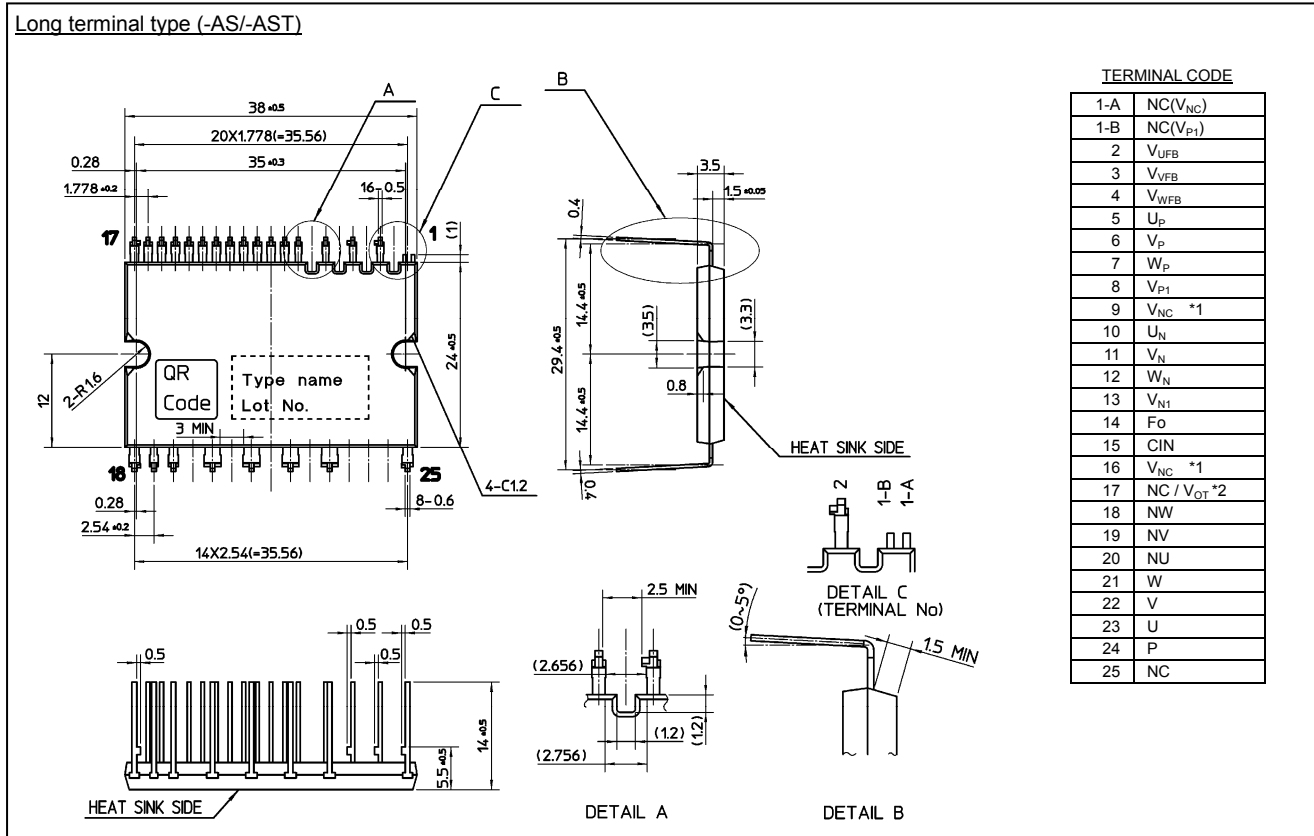 Long terminal type (-AS/-AST)
A
C
B
38 ±0.5
20X1.778(=35.56)
35 ±0.3
0.28
1.778 ±0.2
16-0.5
17
1
(1)
QR
Code
Type name
Lot No.
3 MIN
2-R1.6
12
24 ±0.5
18
25
0.28
2.54 ±0.2
14X2.54(=35.56)
8-0.6
4-C1.2
3.5
1.5 ±0.05
0.4
29.4 ±0.5
14.4 ±0.5
14.4 ±0.5
(3.5)
(3.3)
0.8
0.4
HEAT SINK SIDE
2
1-B
1-A
DETAIL C
(TERMINAL No)
0.5
0.5
0.5
0.5
14 ±0.5
5.5 ±0.5
HEAT SINK SIDE
2.5 MIN
(2.656)
(1.2)
(1.2)
(2.756)
DETAIL A
(0~5°)
1.5 MIN
DETAIL B
TERMINAL CODE
1-A NC(VNC)
1-B NC(VP1)
2 VUFB
3 VVFB
4 VWFB
5 UP
6 VP
7 WP
8 VP1
9 VNC *1
10 UN
11 VN
12 WN
13 VN1
14 Fo
15 CIN
16 VNC *1
17 NC / VOT *2
18 NW
19 NV
20 NU
21 W
22 V
23 U
24 P
25 NC